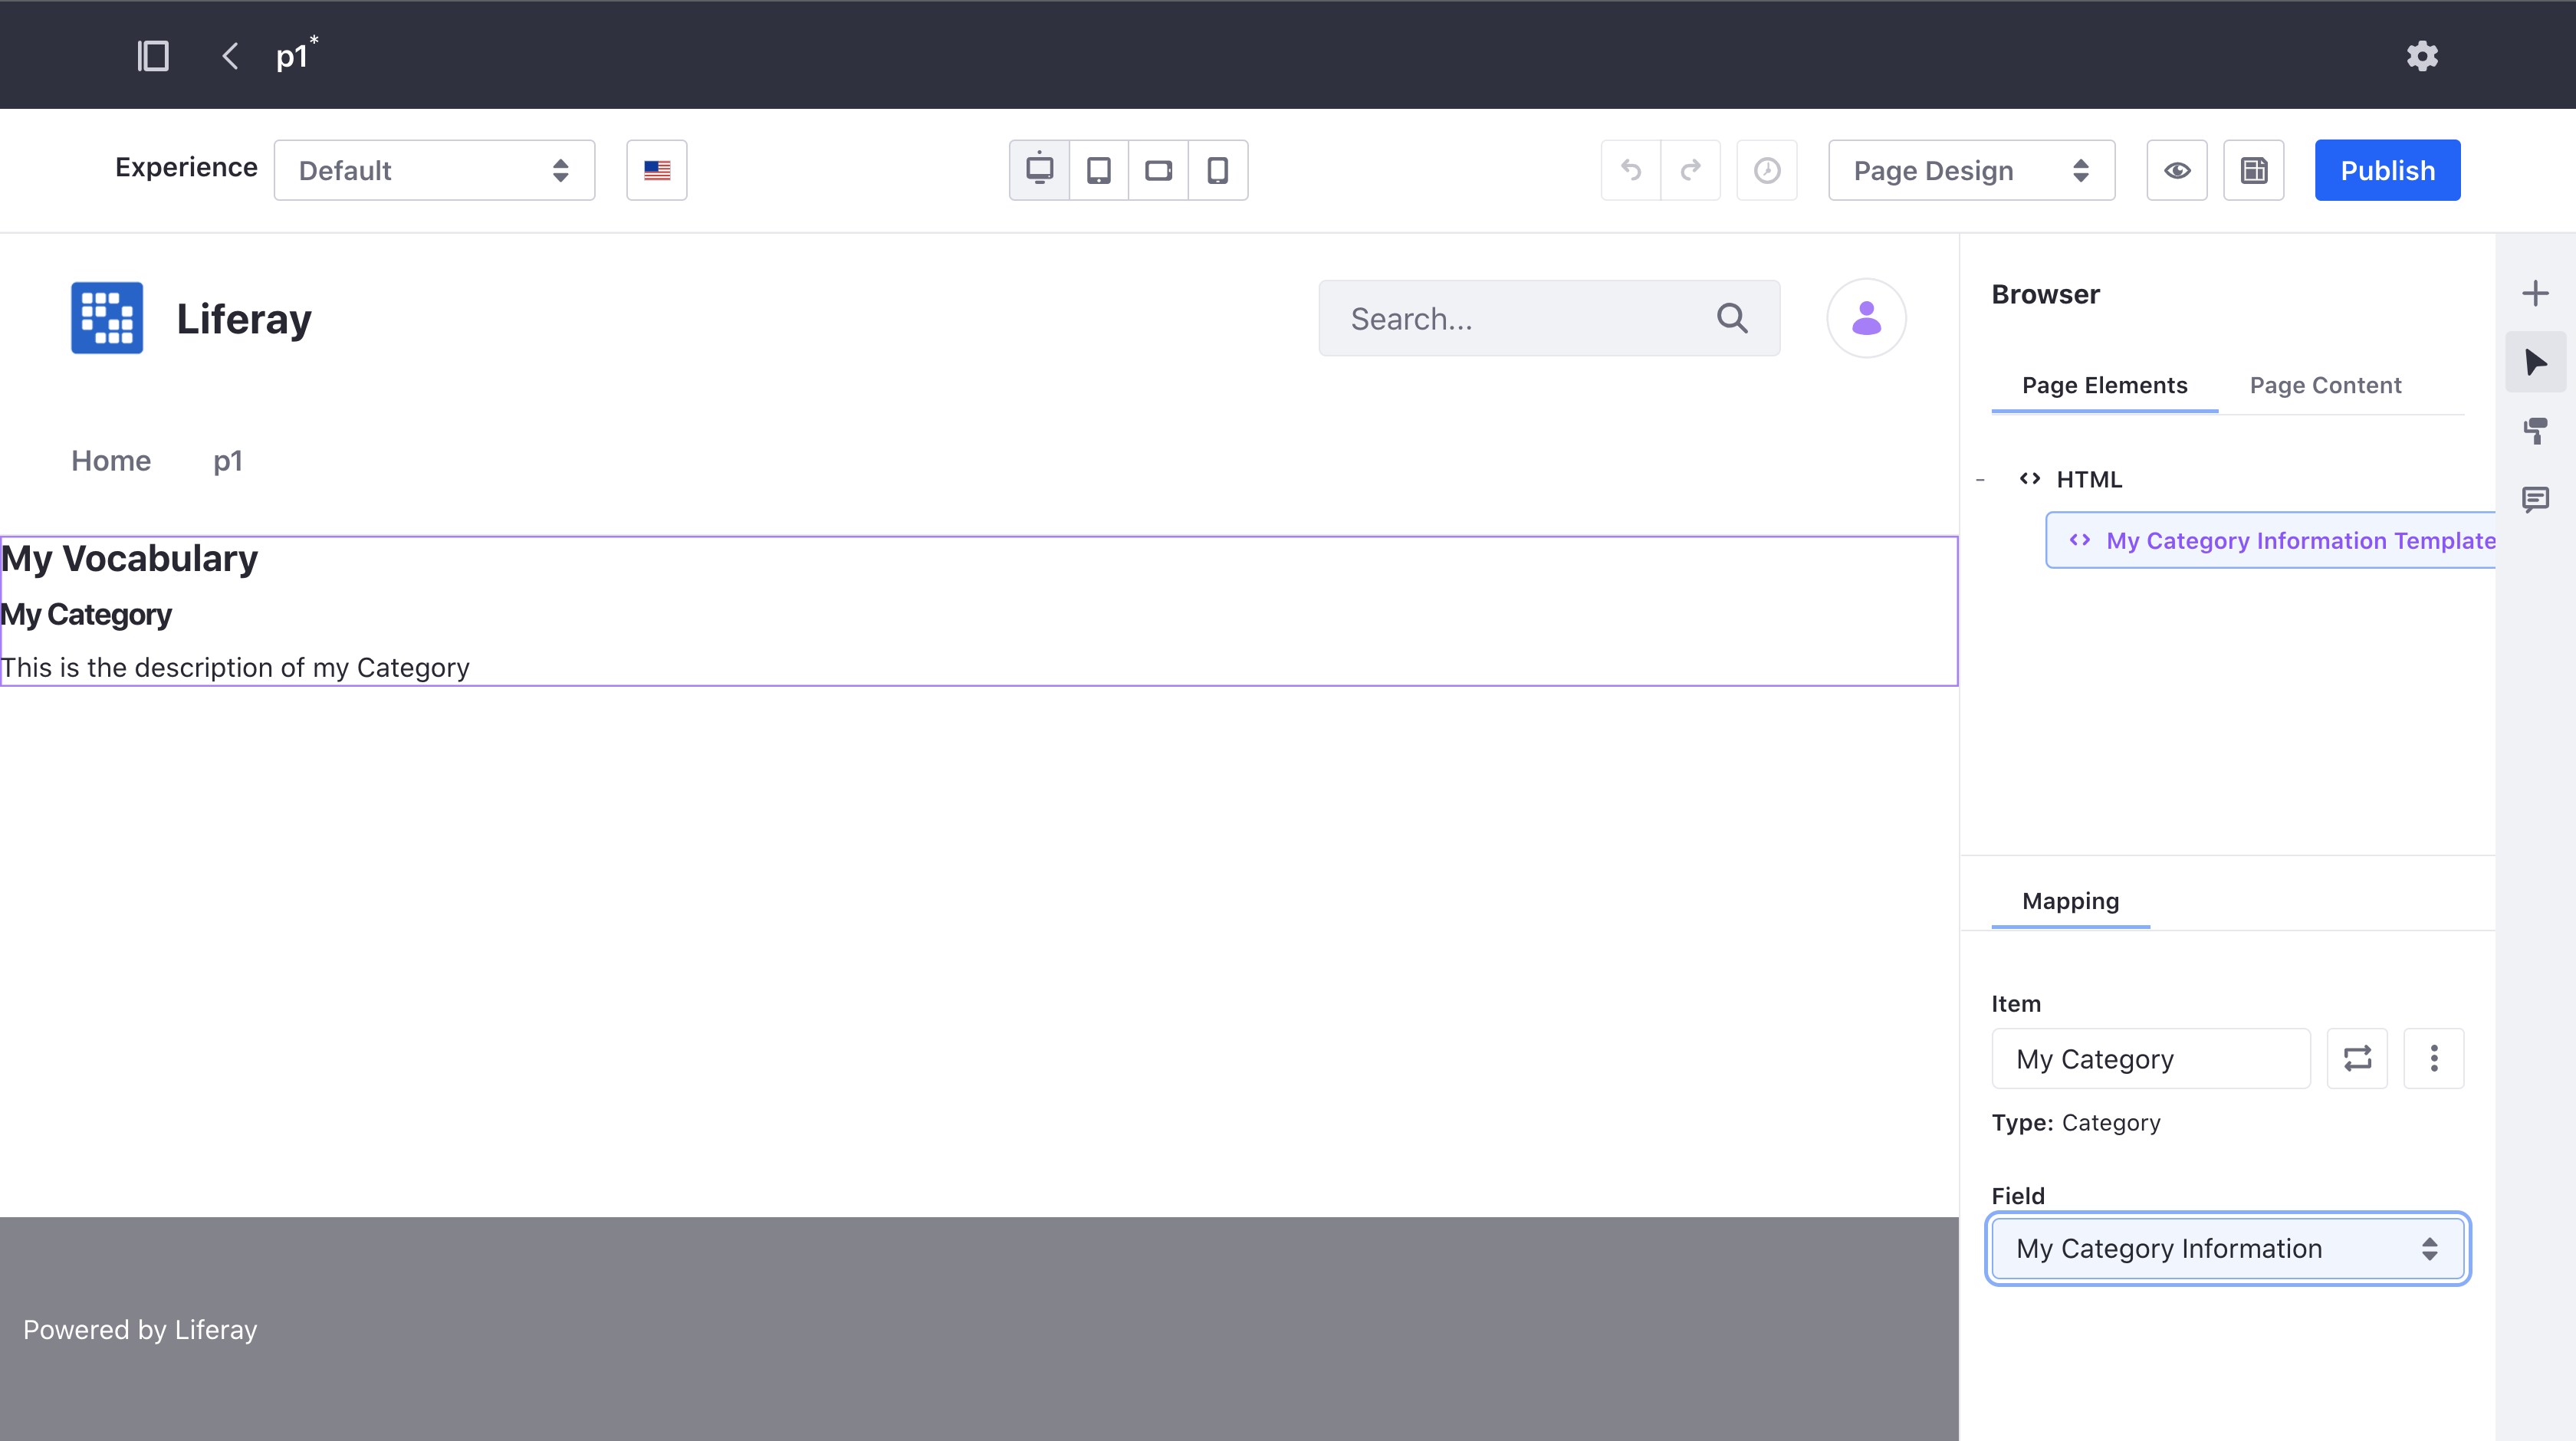 p1*
Experience
Default
Page Design
Publish
Liferay
Search...
Home
p1
My Vocabulary
My Category
This is the description of my Category
Powered by Liferay
Browser
Page Elements
Page Content
- <> HTML
<> My Category Information Template
Mapping
Item
My Category
Type: Category
Field
My Category Information